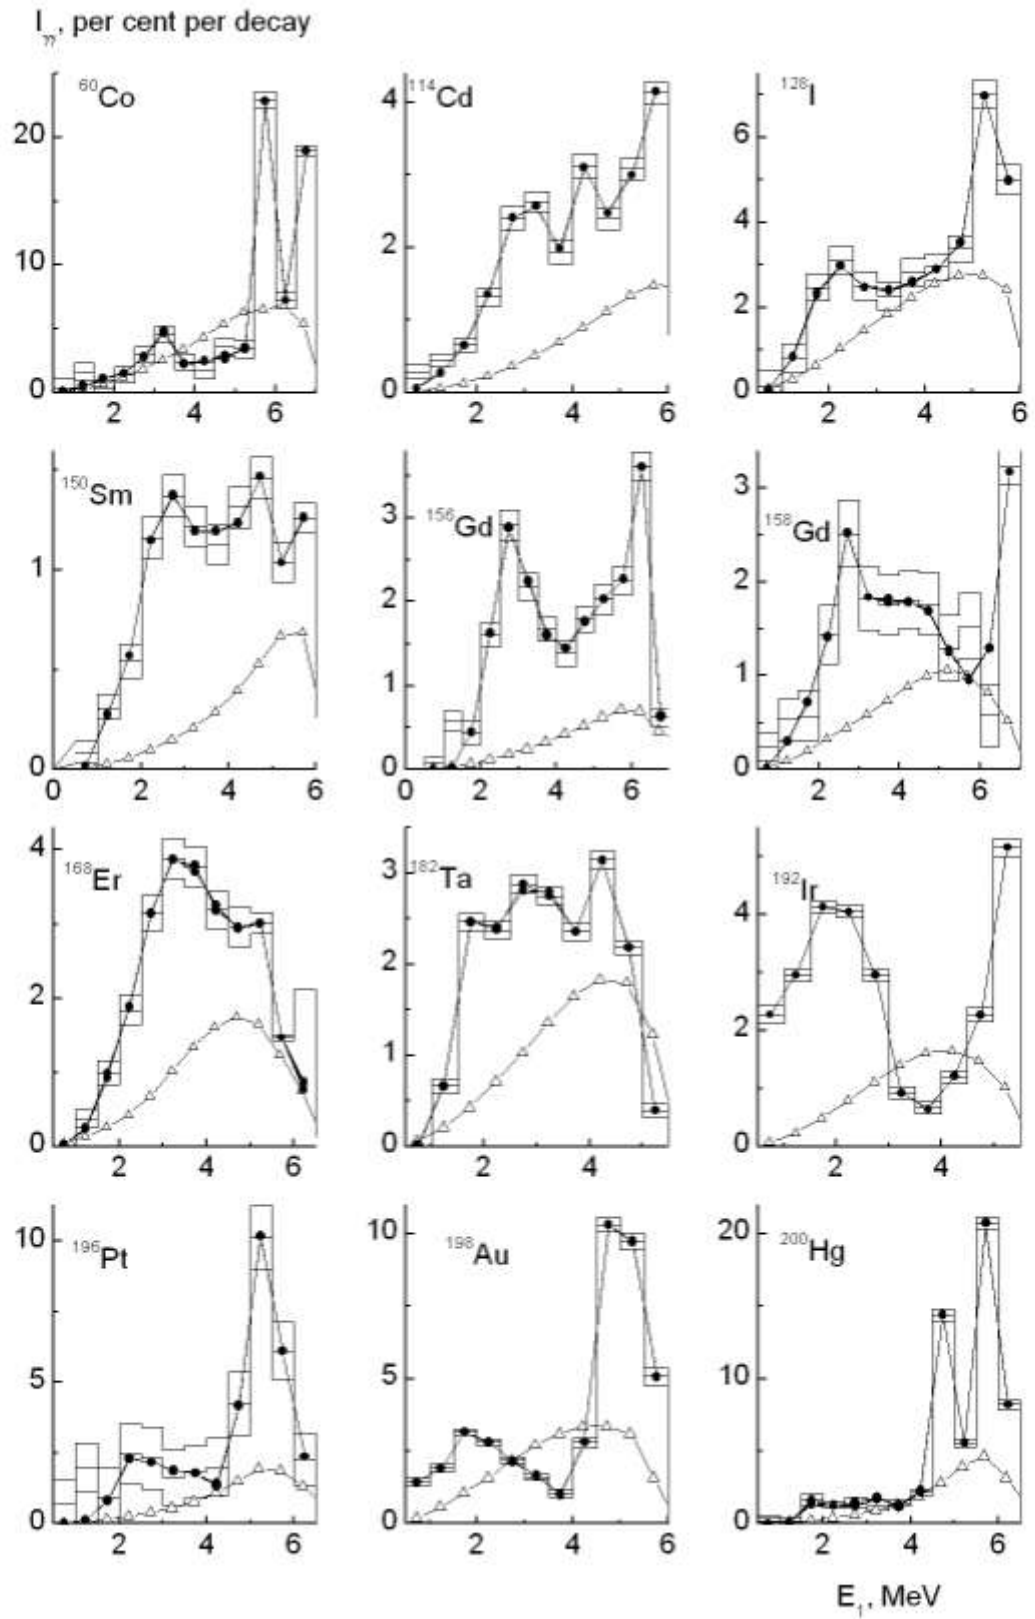 I_γγ, per cent per decay
60Co 114Cd 128I
20 4 6
10 2 4
2
0 0 0
2 4 6 2 4 6 2 4 6
150Sm 156Gd 158Gd
1 3 3
2 2
1 1
0 0 0
0 2 4 6 0 2 4 6 2 4 6
168Er 182Ta 192Ir
4 3 4
2 2 2
1
0 0 0
2 4 6 2 4 2 4
196Pt 198Au 200Hg
10 10 20
5 5 10
0 0 0
2 4 6 2 4 6 2 4 6
E₁, MeV